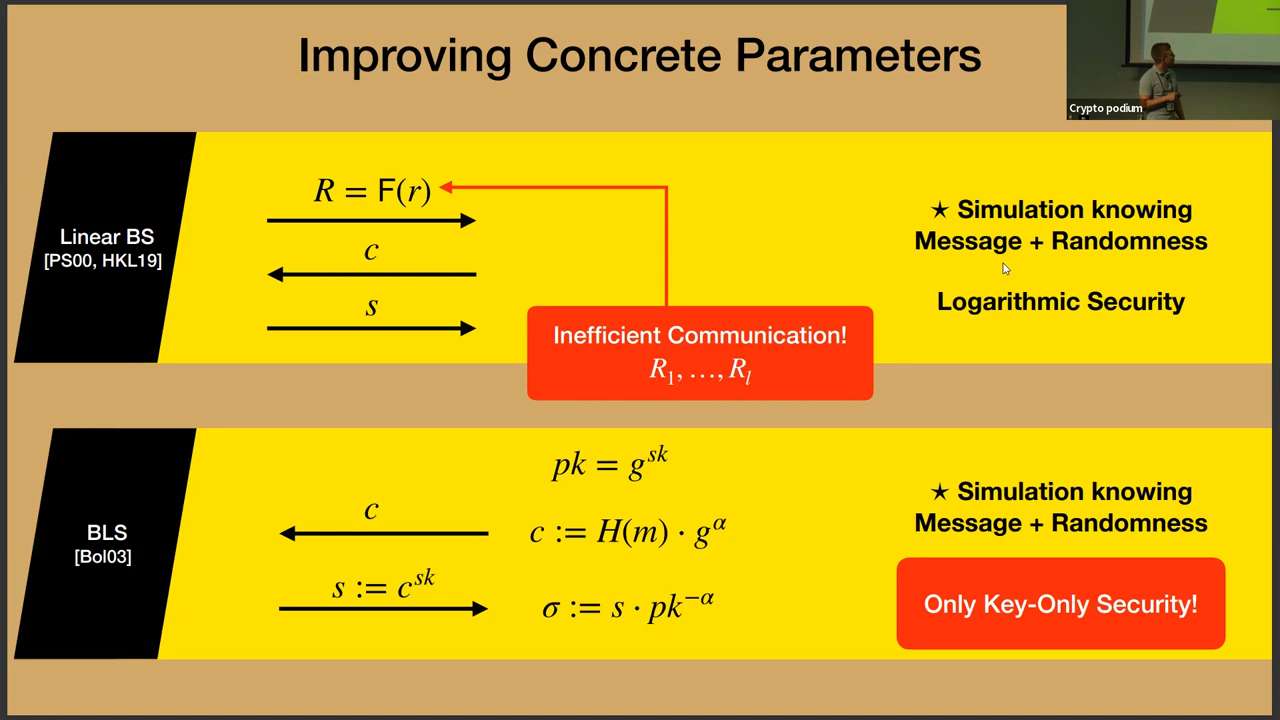 Improving Concrete Parameters
Crypto podium
Linear BS
[PS00, HKL19]
R = F(r)
c
s
Inefficient Communication!
R₁, …, Rₗ
★ Simulation knowing
Message + Randomness
Logarithmic Security
BLS
[Bol03]
pk = g^{sk}
c
c := H(m) · g^α
s := c^{sk}
σ := s · pk^{−α}
★ Simulation knowing
Message + Randomness
Only Key-Only Security!